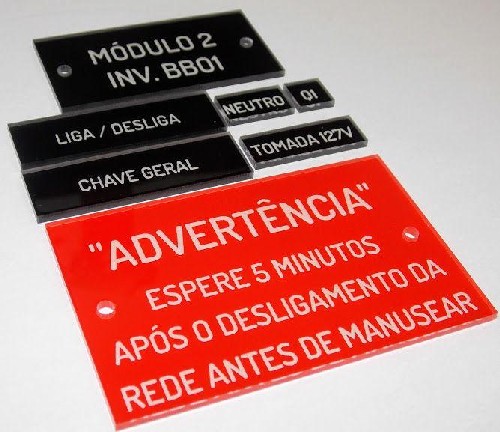 MÓDULO 2
INV. BB01
LIGA / DESLIGA
NEUTRO
01
CHAVE GERAL
TOMADA 127V
"ADVERTÊNCIA"
ESPERE 5 MINUTOS
APÓS O DESLIGAMENTO DA
REDE ANTES DE MANUSEAR